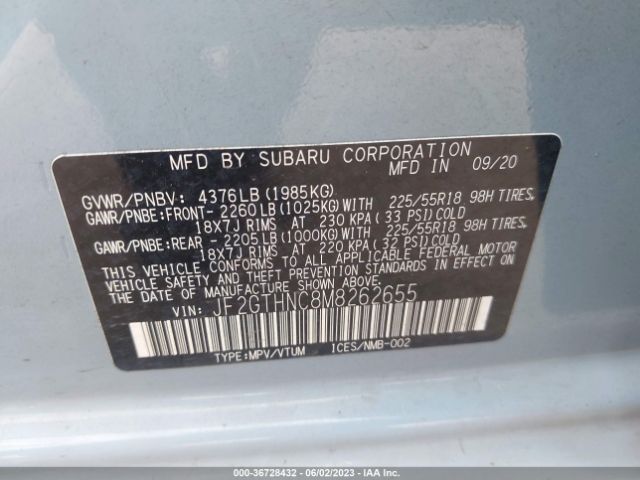 MFD BY SUBARU CORPORATION
MFD IN 09/20
GVWR/PNBV: 4376LB(1985KG)
GAWR/PNBE:FRONT- 2260LB(1025KG)WITH 225/55R18 98H TIRES,
18X7J RIMS AT 230 KPA(33 PSI)COLD
GAWR/PNBE:REAR - 2205LB(1000KG)WITH 225/55R18 98H TIRES,
18X7J RIMS AT 220 KPA(32 PSI)COLD
THIS VEHICLE CONFORMS TO ALL APPLICABLE FEDERAL MOTOR
VEHICLE SAFETY STANDARDS IN EFFECT ON
THE DATE OF MANUFACTURE SHOWN ABOVE.
VIN: JF2GTHNC8M8262655
TYPE:MPV/VTUM ICES/NMB-002
000-36728432 - 06/02/2023 - IAA, Inc.